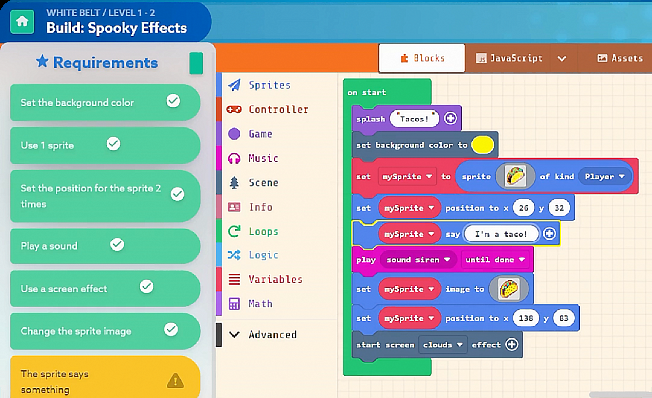 WHITE BELT / LEVEL 1 - 2
Build: Spooky Effects
Requirements
Set the background color
Use 1 sprite
Set the position for the sprite 2
times
Play a sound
Use a screen effect
Change the sprite image
The sprite says
something
Blocks
JavaScript
Assets
Sprites
Controller
Game
Music
Scene
Info
Loops
Logic
Variables
Math
Advanced
on start
splash "Tacos!"
set background color to
set mySprite to sprite of kind Player
set mySprite position to x 26 y 32
mySprite say "I'm a taco!"
play sound siren until done
set mySprite image to
set mySprite position to x 138 y 83
start screen clouds effect